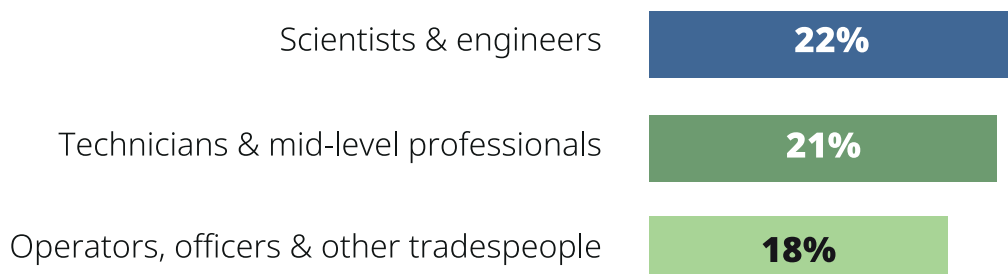 Scientists & engineers 22%
Technicians & mid-level professionals 21%
Operators, officers & other tradespeople 18%